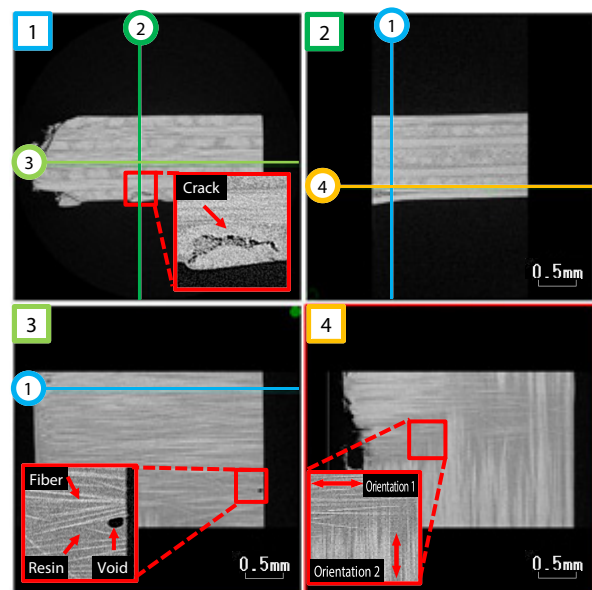 1
2
3
Crack
2
1
4
0.5mm
3
1
Fiber
Resin
Void
0.5mm
4
Orientation 1
Orientation 2
0.5mm